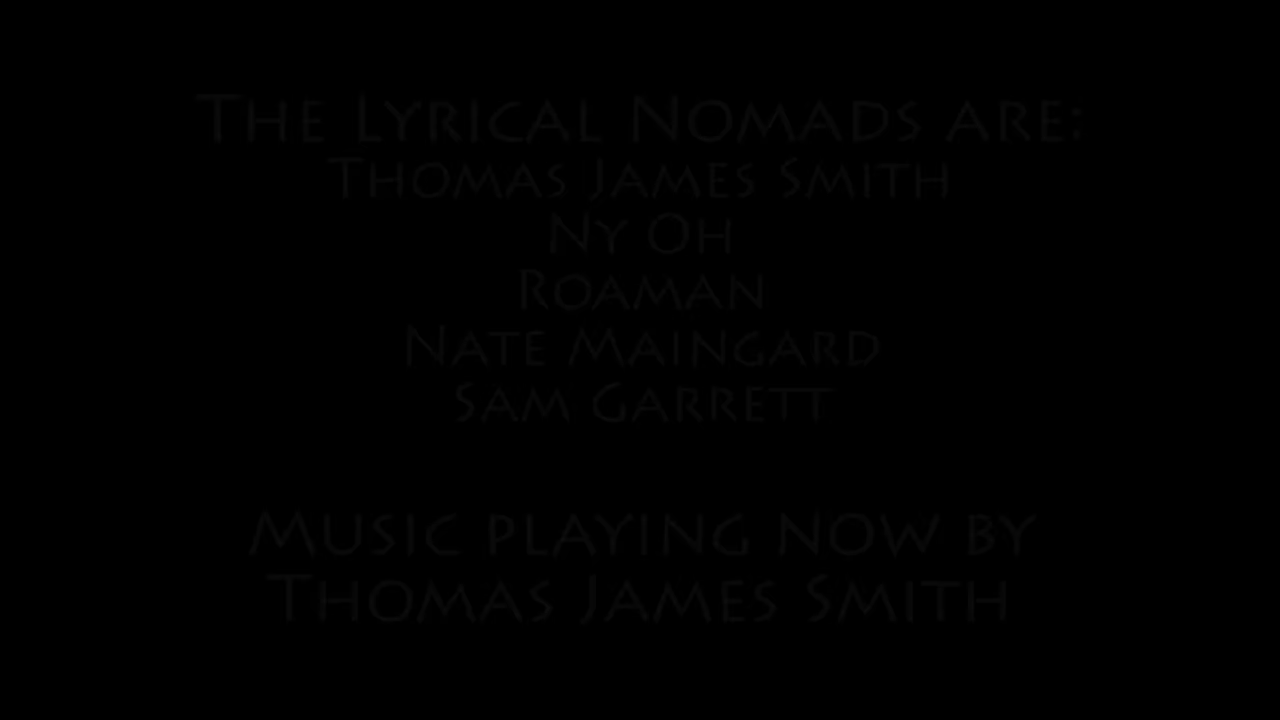 The Lyrical Nomads are:
Thomas James Smith
Ny Oh
Roaman
Nate Maingard
Sam Garrett
Music playing now by
Thomas James Smith